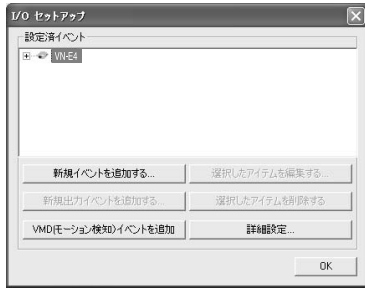 I/O セットアップ
設定済イベント
VN-E4
新規イベントを追加する...
選択したアイテムを編集する...
新規出力イベントを追加する...
選択したアイテムを削除する
VMD(モーション検知)イベントを追加
詳細設定...
OK